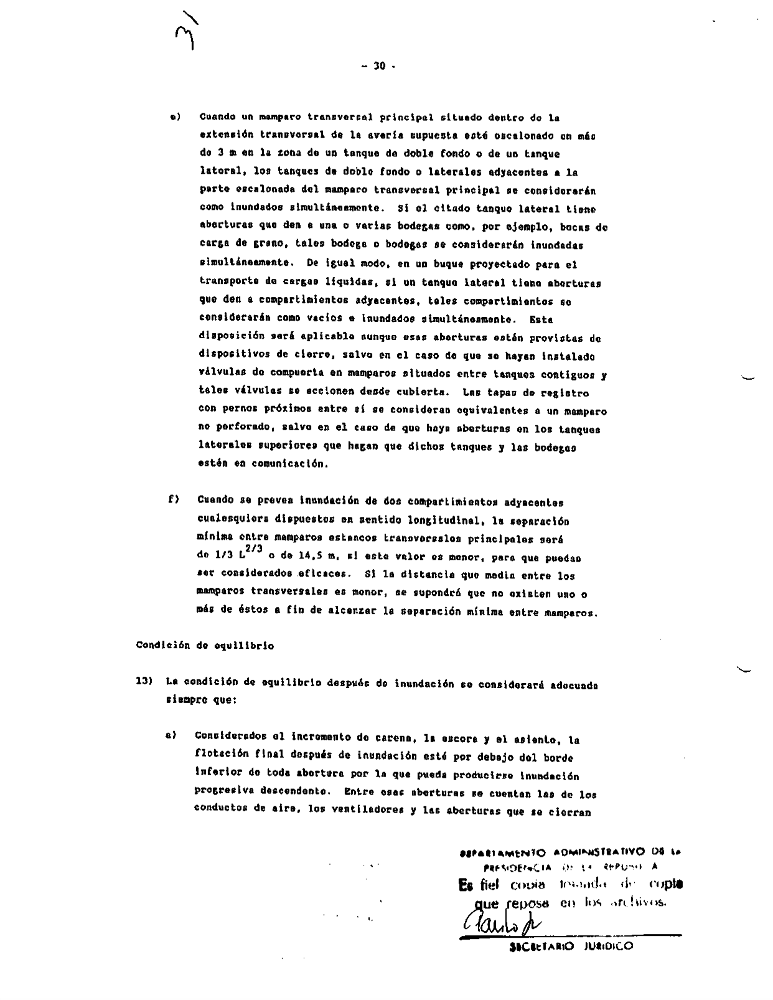 - 30 -
e) Cuando un mamparo transversal principal situado dentro de la
extensión transversal de la avería supuesta esté escalonado en más
de 3 m en la zona de un tanque de doble fondo o de un tanque
lateral, los tanques de doble fondo o laterales adyacentes a la
parte escalonada del mamparo transversal principal se considerarán
como inundados simultáneamente. Si el citado tanque lateral tiene
aberturas que den a una o varias bodegas como, por ejemplo, bocas de
carga de grano, tales bodega o bodegas se considerarán inundadas
simultáneamente. De igual modo, en un buque proyectado para el
transporte de cargas líquidas, si un tanque lateral tiene aberturas
que den a compartimientos adyacentes, tales compartimientos se
considerarán como vacíos e inundados simultáneamente. Esta
disposición será aplicable aunque esas aberturas estén provistas de
dispositivos de cierre, salvo en el caso de que se hayan instalado
válvulas de compuerta en mamparos situados entre tanques contiguos y
tales válvulas se accionen desde cubierta. Las tapas de registro
con pernos próximos entre sí se consideran equivalentes a un mamparo
no perforado, salvo en el caso de que haya aberturas en los tanques
laterales superiores que hagan que dichos tanques y las bodegas
estén en comunicación.
f) Cuando se prevea inundación de dos compartimientos adyacentes
cualesquiera dispuestos en sentido longitudinal, la separación
mínima entre mamparos estancos transversales principales será
de 1/3 L^2/3 o de 14,5 m, si este valor es menor, para que puedan
ser considerados eficaces. Si la distancia que media entre los
mamparos transversales es menor, se supondrá que no existen uno o
más de éstos a fin de alcanzar la separación mínima entre mamparos.
Condición de equilibrio
13) La condición de equilibrio después de inundación se considerará adecuada
siempre que:
a) Considerados el incremento de carena, la escora y el asiento, la
flotación final después de inundación esté por debajo del borde
inferior de toda abertura por la que pueda producirse inundación
progresiva descendente. Entre esas aberturas se cuentan las de los
conductos de aire, los ventiladores y las aberturas que se cierran
DEPARTAMENTO ADMINISTRATIVO DE LA
PRESIDENCIA DE LA
Es fiel copia tomada de copia
que reposa en los archivos.
SECRETARIO JURIDICO